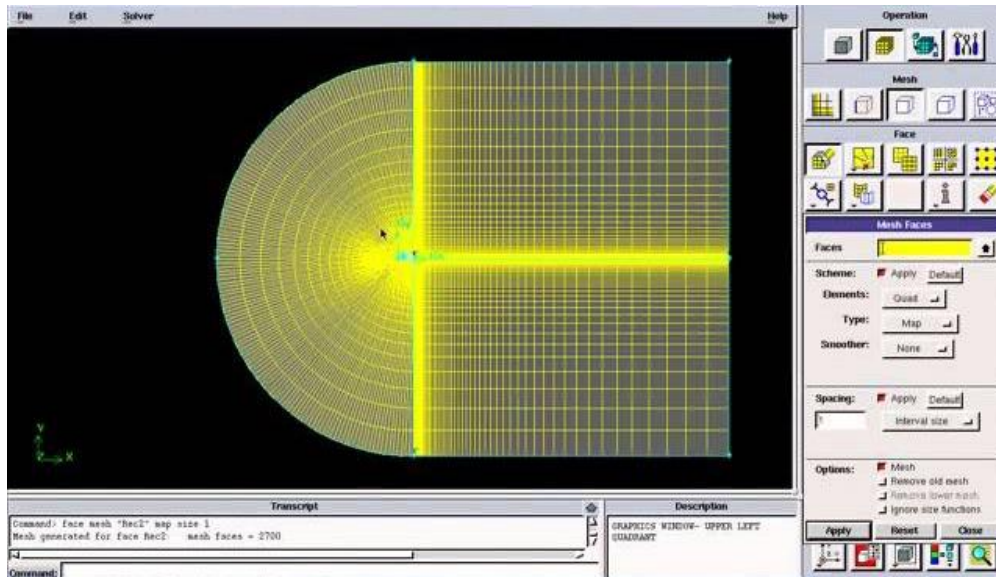 File Edit Solver Help
Operation
Mesh
Face
Mesh Faces
Faces
Scheme: Apply Default
Elements: Quad
Type: Map
Smoother: None
Spacing: Apply Default
1 Interval size
Options: Mesh
Remove old mesh
Remove lower mesh
Ignore size functions
Apply Reset Close
Y
Z X
Transcript
Command> face mesh "Rec2" map size 1
Mesh generated for face Rec2: mesh faces = 2700
Command:
Description
GRAPHICS WINDOW- UPPER LEFT
QUADRANT